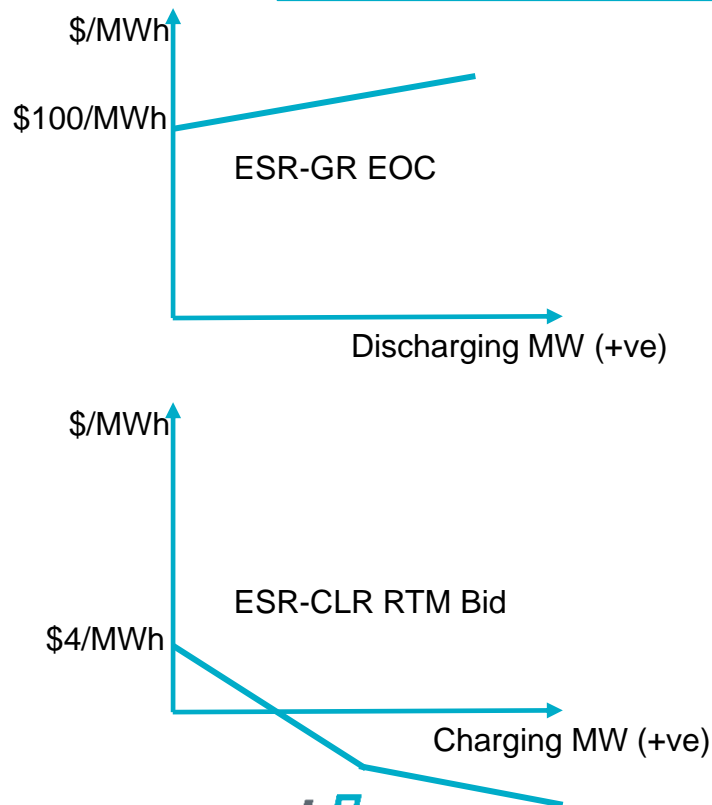 $/MWh
$100/MWh
ESR-GR EOC
Discharging MW (+ve)
$/MWh
ESR-CLR RTM Bid
$4/MWh
Charging MW (+ve)